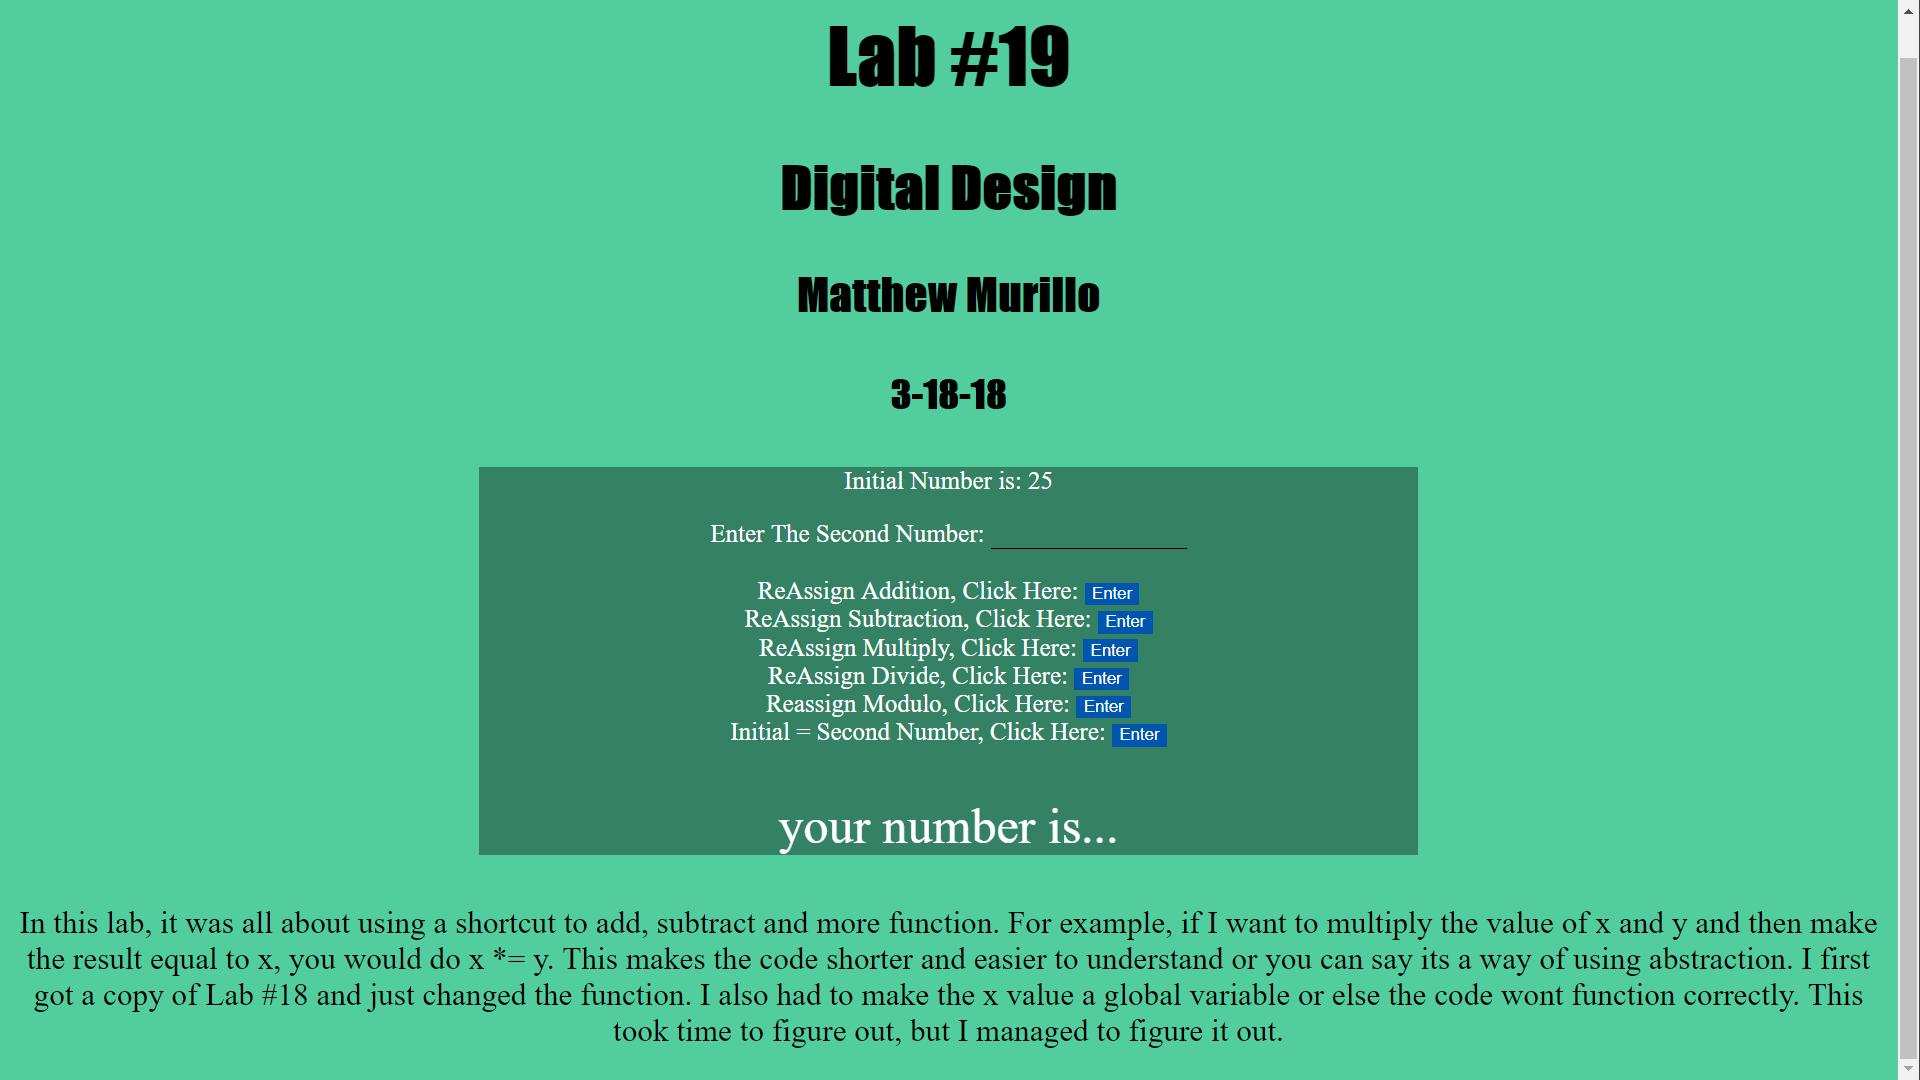 Lab #19
Digital Design
Matthew Murillo
3-18-18
Initial Number is: 25
Enter The Second Number:
ReAssign Addition, Click Here: Enter
ReAssign Subtraction, Click Here: Enter
ReAssign Multiply, Click Here: Enter
ReAssign Divide, Click Here: Enter
Reassign Modulo, Click Here: Enter
Initial = Second Number, Click Here: Enter
your number is...
In this lab, it was all about using a shortcut to add, subtract and more function. For example, if I want to multiply the value of x and y and then make
the result equal to x, you would do x *= y. This makes the code shorter and easier to understand or you can say its a way of using abstraction. I first
got a copy of Lab #18 and just changed the function. I also had to make the x value a global variable or else the code wont function correctly. This
took time to figure out, but I managed to figure it out.